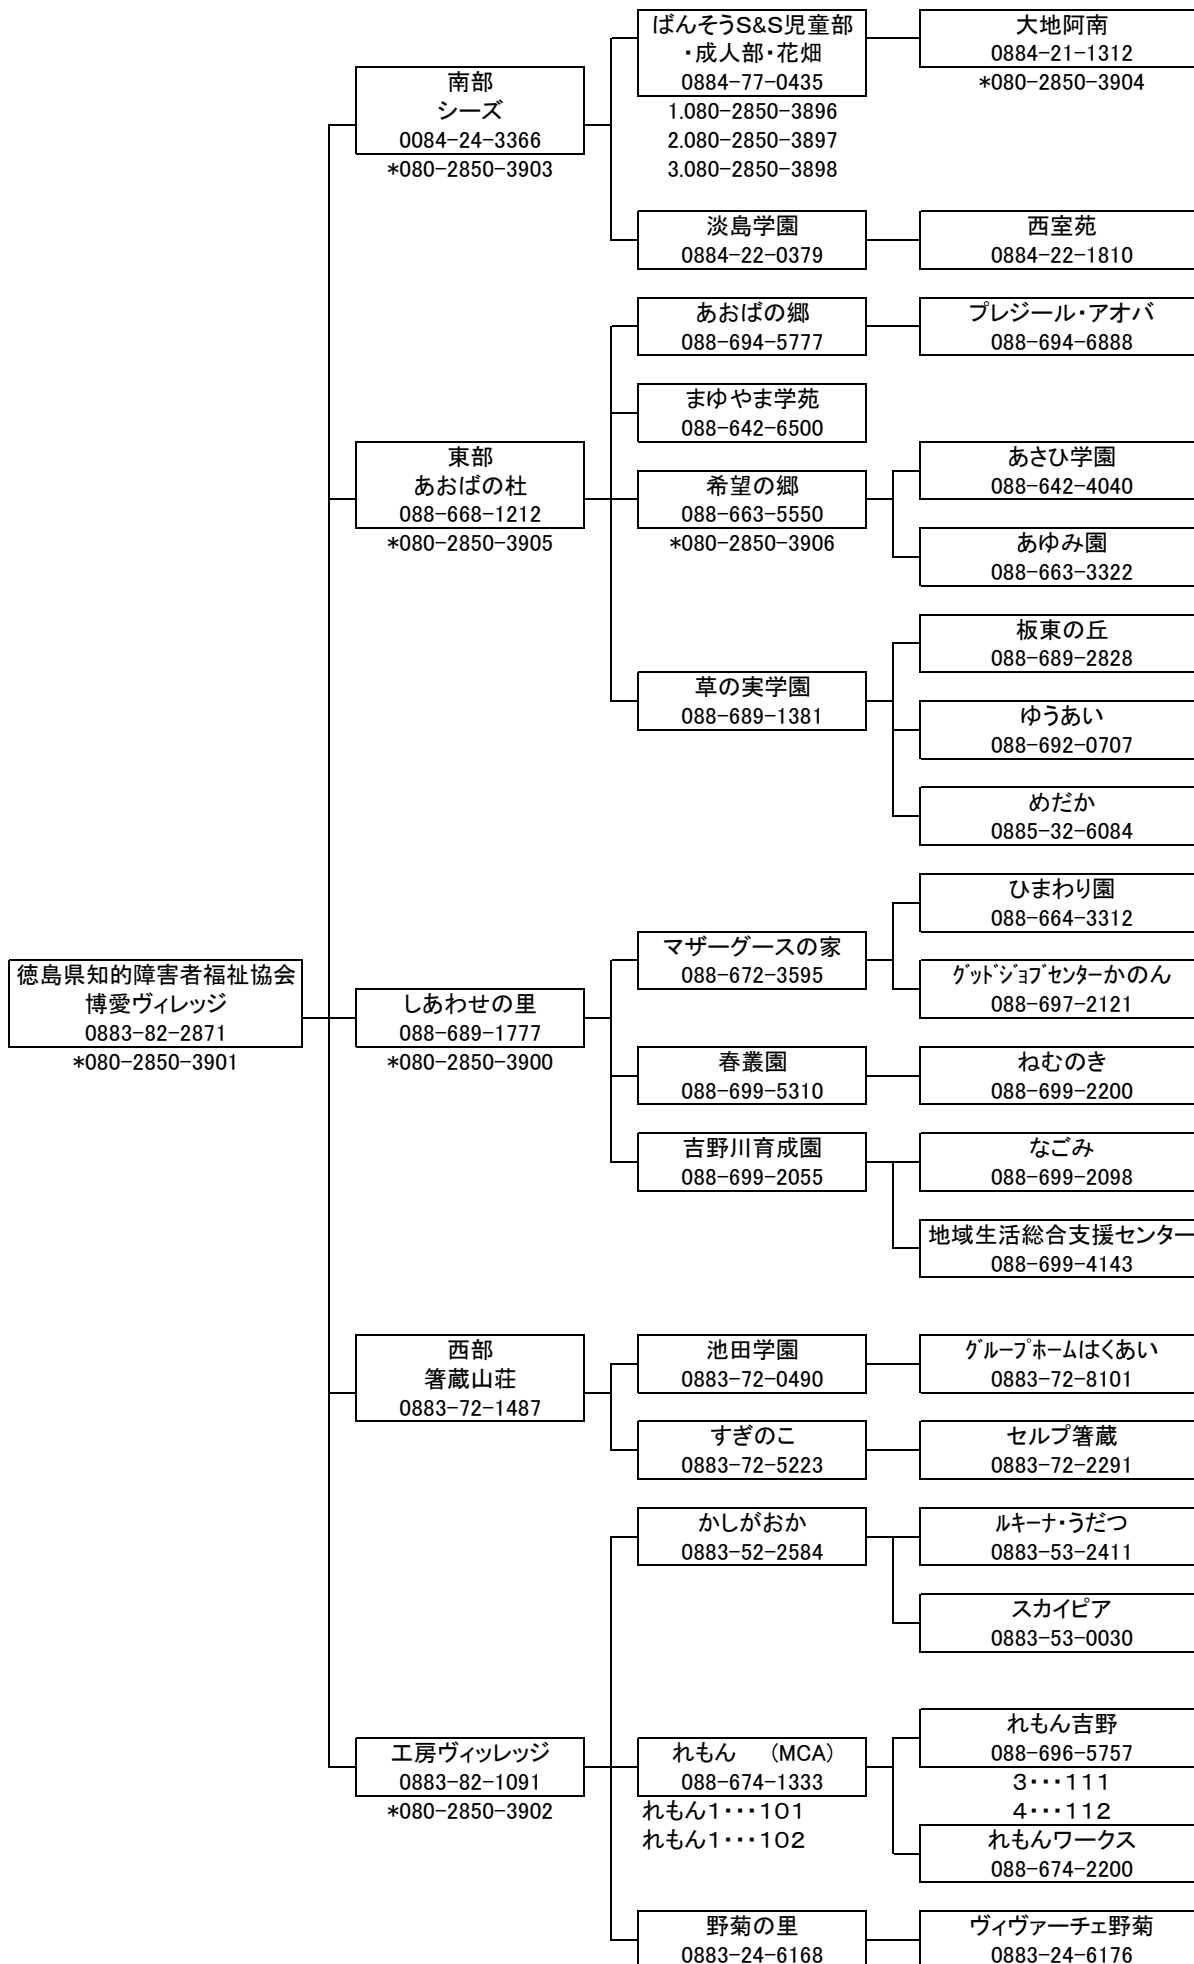 徳島県知的障害者福祉協会
博愛ヴィレッジ
0883-82-2871
*080-2850-3901
南部
シーズ
0084-24-3366
*080-2850-3903
ばんそうS&S児童部
・成人部・花畑
0884-77-0435
1.080-2850-3896
2.080-2850-3897
3.080-2850-3898
大地阿南
0884-21-1312
*080-2850-3904
淡島学園
0884-22-0379
西室苑
0884-22-1810
東部
あおばの杜
088-668-1212
*080-2850-3905
あおばの郷
088-694-5777
プレジール・アオバ
088-694-6888
まゆやま学苑
088-642-6500
希望の郷
088-663-5550
*080-2850-3906
あさひ学園
088-642-4040
あゆみ園
088-663-3322
草の実学園
088-689-1381
板東の丘
088-689-2828
ゆうあい
088-692-0707
めだか
0885-32-6084
しあわせの里
088-689-1777
*080-2850-3900
マザーグースの家
088-672-3595
ひまわり園
088-664-3312
グッドジョブセンターかのん
088-697-2121
春叢園
088-699-5310
ねむのき
088-699-2200
吉野川育成園
088-699-2055
なごみ
088-699-2098
地域生活総合支援センター
088-699-4143
西部
箸蔵山荘
0883-72-1487
池田学園
0883-72-0490
グループホームはくあい
0883-72-8101
すぎのこ
0883-72-5223
セルプ箸蔵
0883-72-2291
工房ヴィッレッジ
0883-82-1091
*080-2850-3902
かしがおか
0883-52-2584
ルキーナ・うだつ
0883-53-2411
スカイピア
0883-53-0030
れもん　(MCA)
088-674-1333
れもん1・・・101
れもん1・・・102
れもん吉野
088-696-5757
3・・・111
4・・・112
れもんワークス
088-674-2200
野菊の里
0883-24-6168
ヴィヴァーチェ野菊
0883-24-6176